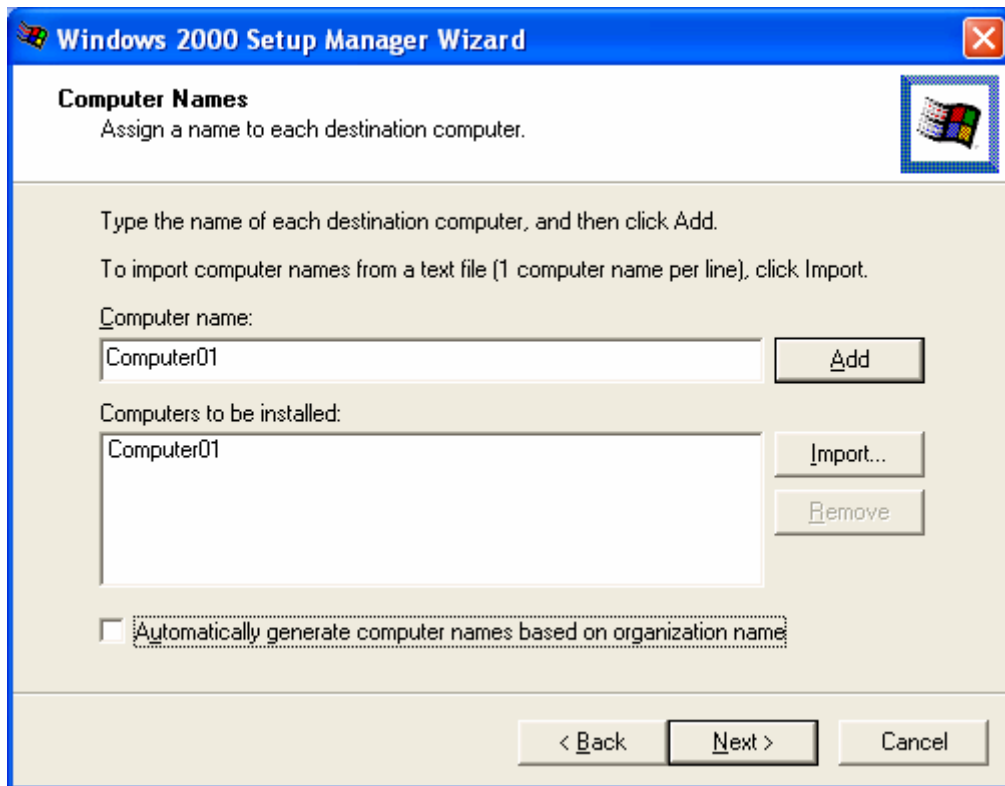 Windows 2000 Setup Manager Wizard
Computer Names
Assign a name to each destination computer.
Type the name of each destination computer, and then click Add.
To import computer names from a text file (1 computer name per line), click Import.
Computer name:
Computer01
Add
Computers to be installed:
Computer01
Import...
Remove
Automatically generate computer names based on organization name
< Back
Next >
Cancel